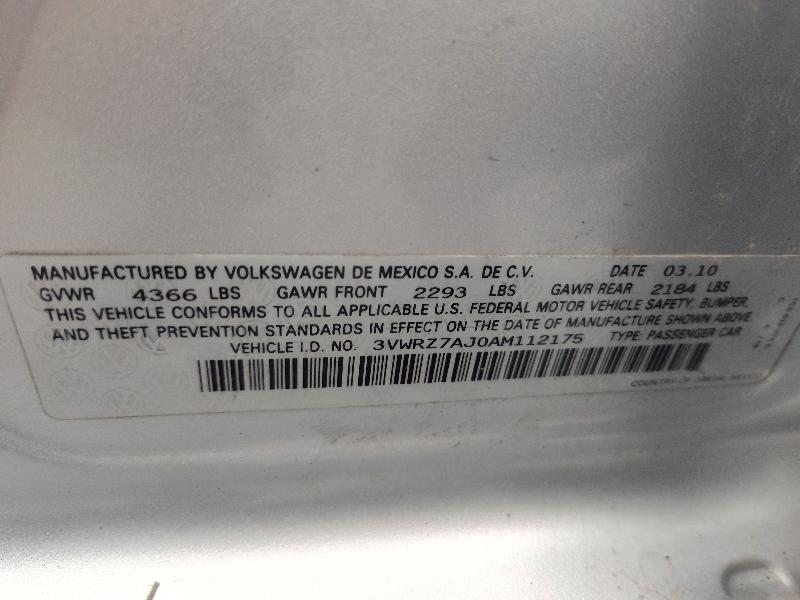 MANUFACTURED BY VOLKSWAGEN DE MEXICO S.A. DE C.V. DATE 03.10
GVWR 4366 LBS GAWR FRONT 2293 LBS GAWR REAR 2184 LBS
THIS VEHICLE CONFORMS TO ALL APPLICABLE U.S. FEDERAL MOTOR VEHICLE SAFETY, BUMPER,
AND THEFT PREVENTION STANDARDS IN EFFECT ON THE DATE OF MANUFACTURE SHOWN ABOVE.
VEHICLE I.D. NO. 3VWRZ7AJ0AM112175 TYPE: PASSENGER CAR
COUNTRY OF ORIGIN: MEXICO